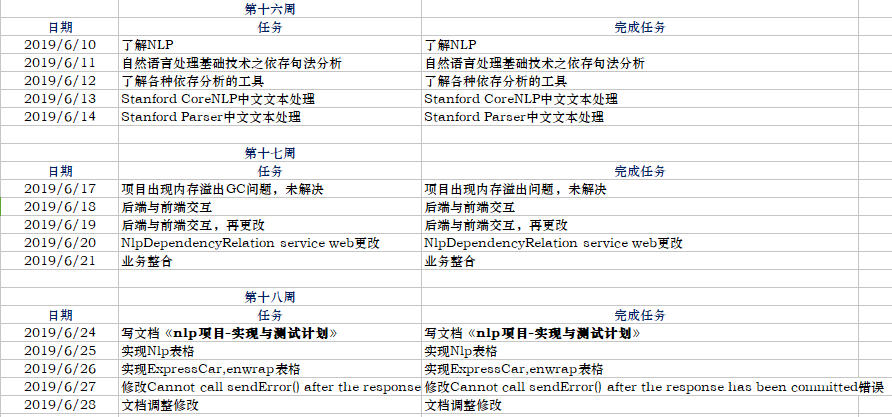 第十六周
日期 任务 完成任务
2019/6/10 了解NLP 了解NLP
2019/6/11 自然语言处理基础技术之依存句法分析 自然语言处理基础技术之依存句法分析
2019/6/12 了解各种依存分析的工具 了解各种依存分析的工具
2019/6/13 Stanford CoreNLP中文文本处理 Stanford CoreNLP中文文本处理
2019/6/14 Stanford Parser中文文本处理 Stanford Parser中文文本处理
第十七周
日期 任务 完成任务
2019/6/17 项目出现内存溢出GC问题，未解决 项目出现内存溢出问题，未解决
2019/6/18 后端与前端交互 后端与前端交互
2019/6/19 后端与前端交互，再更改 后端与前端交互，再更改
2019/6/20 NlpDependencyRelation service web更改 NlpDependencyRelation service web更改
2019/6/21 业务整合 业务整合
第十八周
日期 任务 完成任务
2019/6/24 写文档《nlp项目-实现与测试计划》 写文档《nlp项目-实现与测试计划》
2019/6/25 实现Nlp表格 实现Nlp表格
2019/6/26 实现ExpressCar,enwrap表格 实现ExpressCar,enwrap表格
2019/6/27 修改Cannot call sendError() after the response 修改Cannot call sendError() after the response has been committed错误
2019/6/28 文档调整修改 文档调整修改